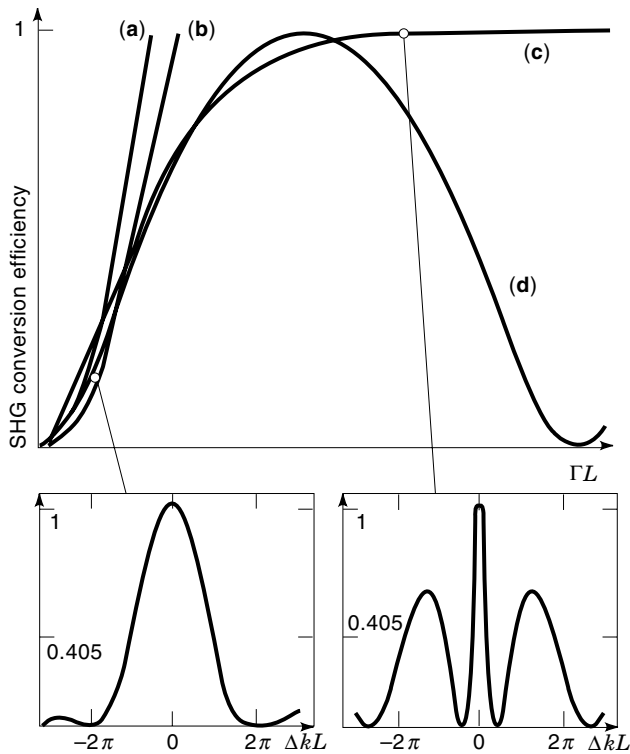 1
(a)
(b)
(c)
(d)
SHG conversion efficiency
ΓL
1
0.405
−2π
0
2π
ΔkL
1
0.405
−2π
0
2π
ΔkL